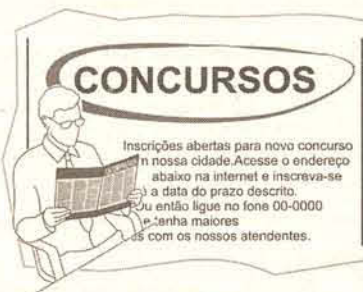 CONCURSOS
Inscrições abertas para novo concurso
nossa cidade.Acesse o endereço
abaixo na internet e inscreva-se
a data do prazo descrito.
Ou então ligue no fone 00-0000
e tenha maiores
com os nossos atendentes.